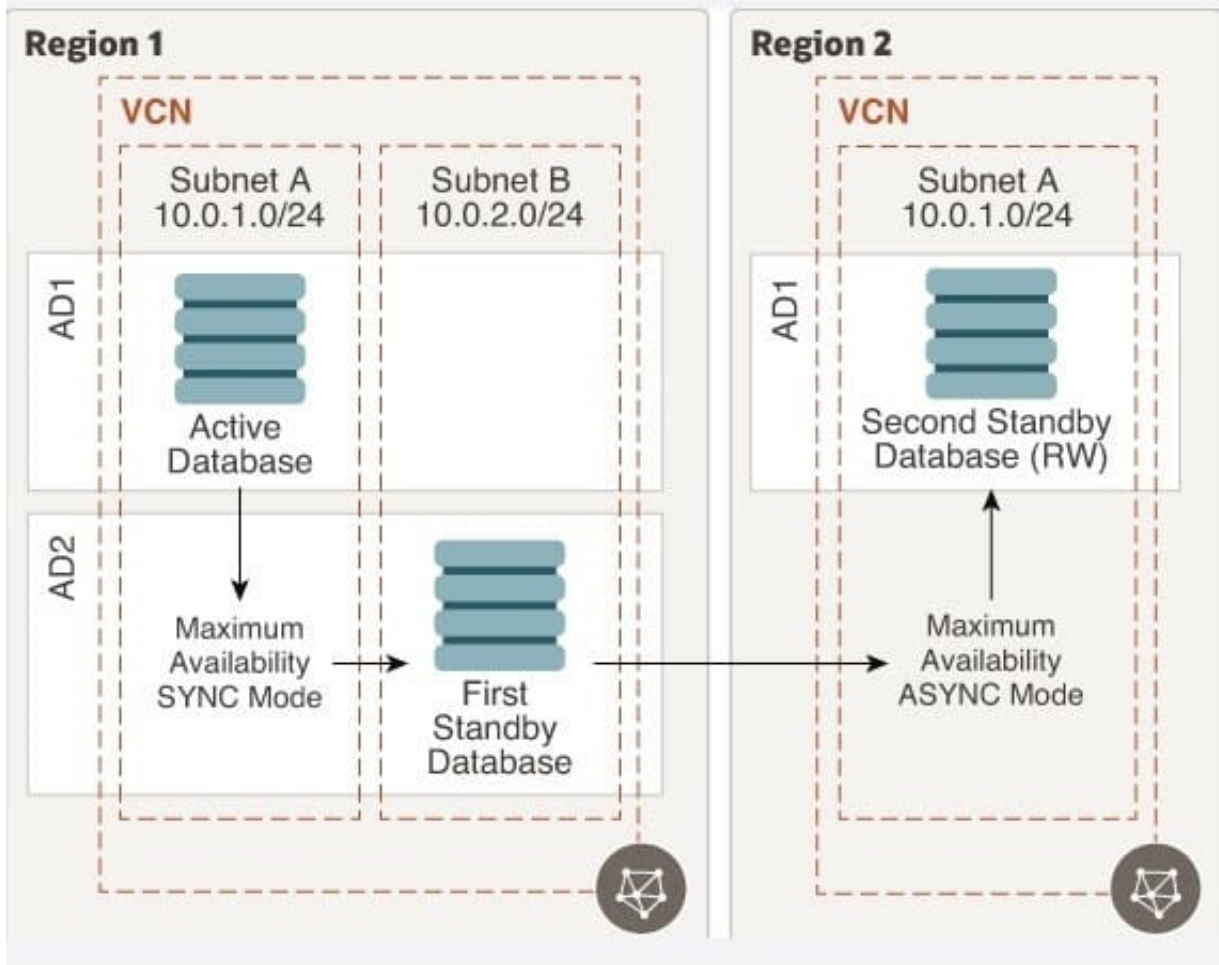 Region 1
VCN
Subnet A
10.0.1.0/24
Subnet B
10.0.2.0/24
AD1
Active
Database
AD2
Maximum
Availability
SYNC Mode
First
Standby
Database
Region 2
VCN
Subnet A
10.0.1.0/24
AD1
Second Standby
Database (RW)
Maximum
Availability
ASYNC Mode